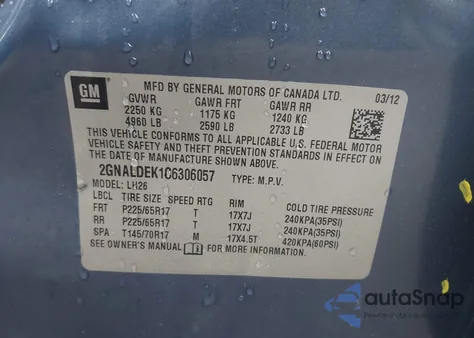 GM
MFD BY GENERAL MOTORS OF CANADA LTD.
03/12
GVWR GAWR FRT GAWR RR
2250 KG 1175 KG 1240 KG
4960 LB 2590 LB 2733 LB
THIS VEHICLE CONFORMS TO ALL APPLICABLE U.S. FEDERAL MOTOR
VEHICLE SAFETY AND THEFT PREVENTION STANDARDS IN EFFECT ON
THE DATE OF MANUFACTURE SHOWN ABOVE.
2GNALDEK1C6306057 TYPE: M.P.V.
MODEL: LH26
LBCL TIRE SIZE SPEED RTG RIM COLD TIRE PRESSURE
FRT P225/65R17 T 17X7J 240KPA(35PSI)
RR P225/65R17 T 17X7J 240KPA(35PSI)
SPA T145/70R17 M 17X4.5T 420KPA(60PSI)
SEE OWNER'S MANUAL FOR MORE INFORMATION.
autoSnap